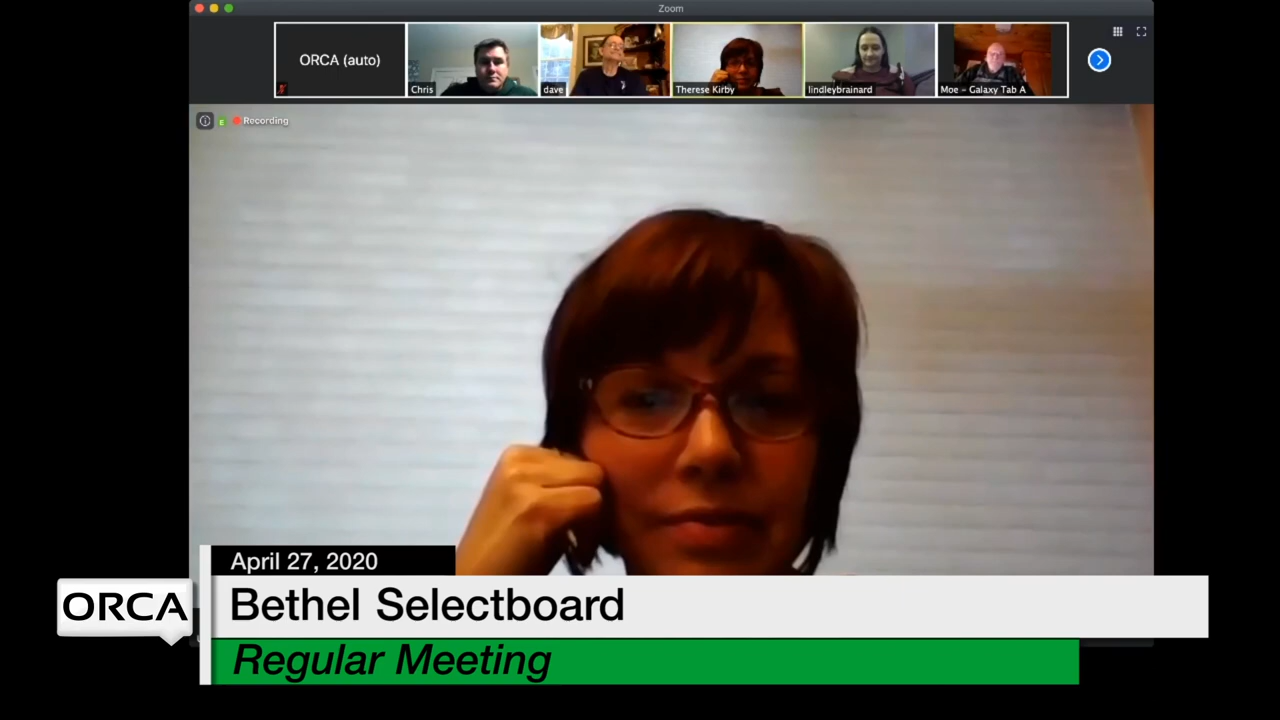 Zoom
ORCA (auto)
Chris
dave
Therese Kirby
lindleybrainard
Moe - Galaxy Tab A
E
Recording
April 27, 2020
ORCA
Bethel Selectboard
Regular Meeting